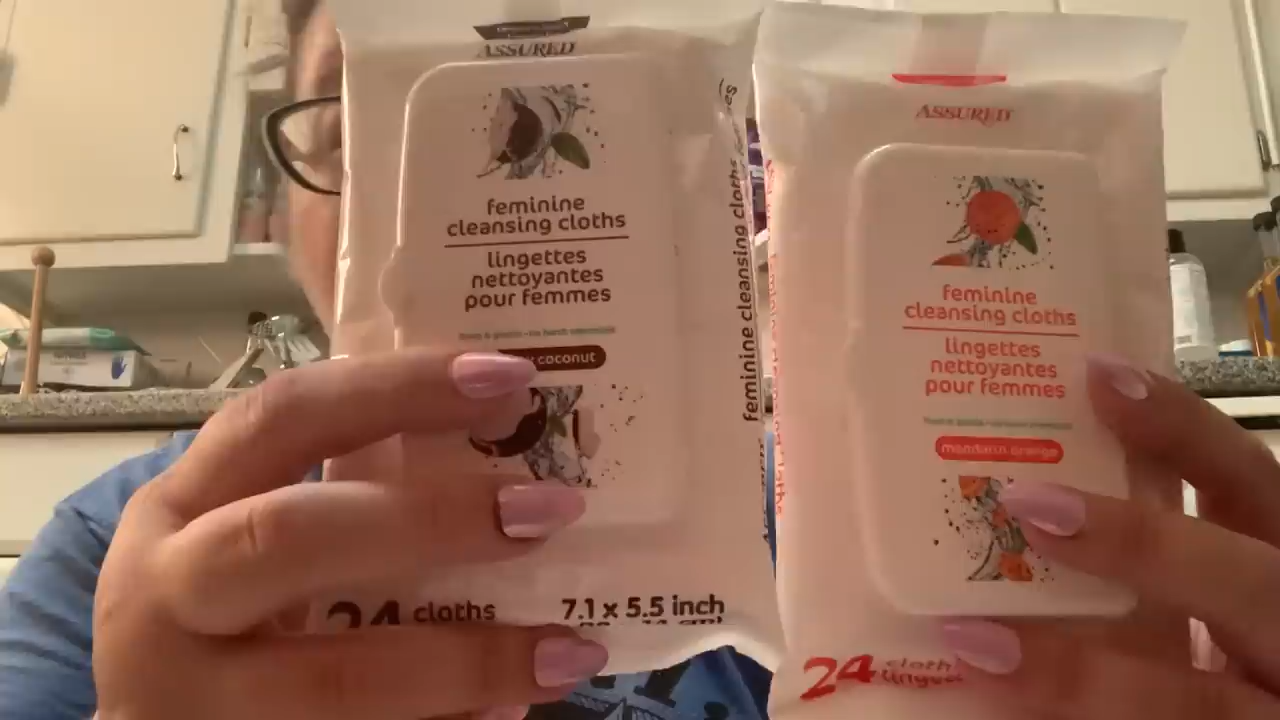 ASSURED
feminine
cleansing cloths
lingettes
nettoyantes
pour femmes
coconut
24 cloths
7.1 x 5.5 inch
feminine cleansing cloths
ASSURED
feminine
cleansing cloths
lingettes
nettoyantes
pour femmes
mandarin orange
24 cloth